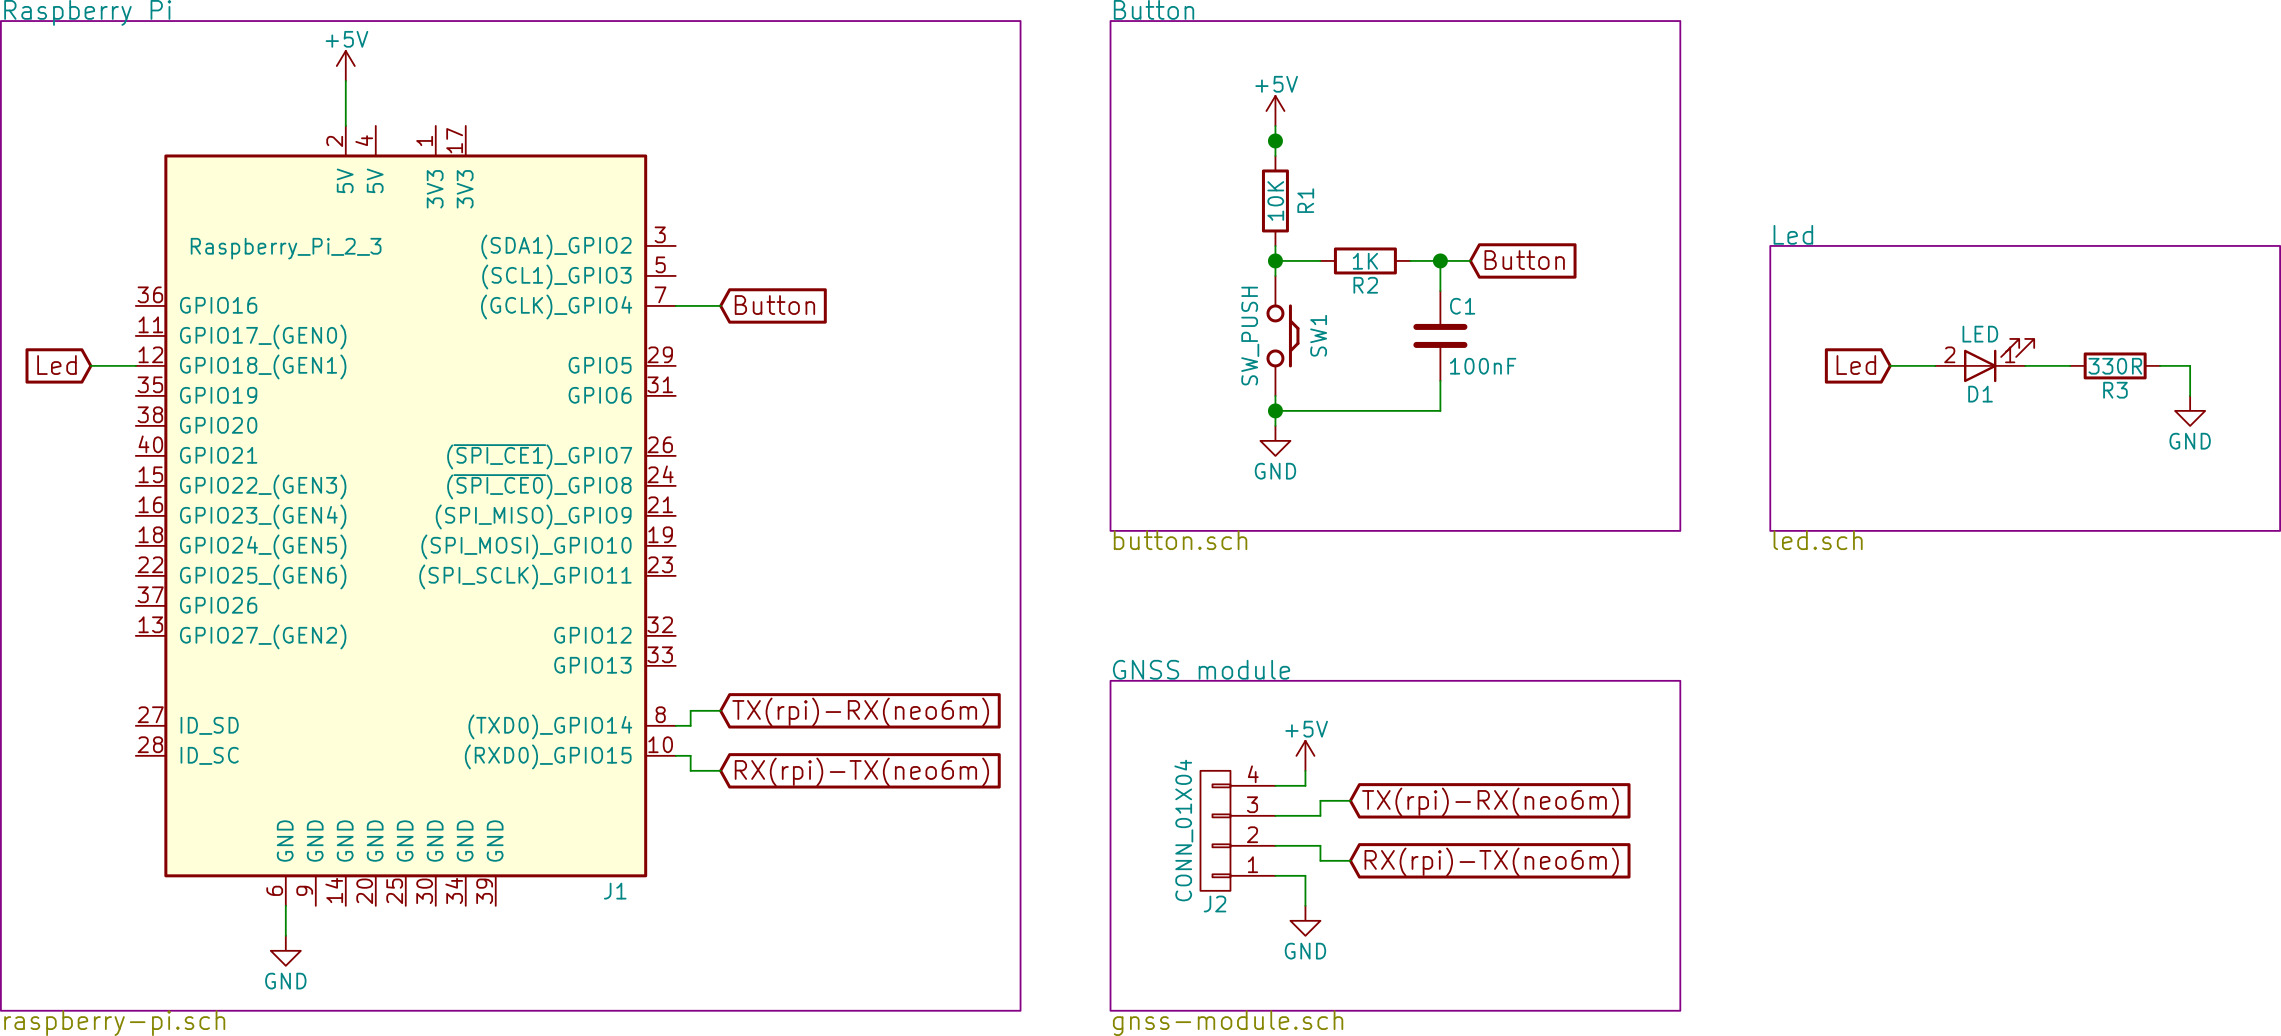 Raspberry Pi
+5V
2
4
1
17
5V
5V
3V3
3V3
Raspberry_Pi_2_3
(SDA1)_GPIO2 3
(SCL1)_GPIO3 5
(GCLK)_GPIO4 7
Button
36 GPIO16
11 GPIO17_(GEN0)
Led
12 GPIO18_(GEN1)
35 GPIO19
38 GPIO20
40 GPIO21
15 GPIO22_(GEN3)
16 GPIO23_(GEN4)
18 GPIO24_(GEN5)
22 GPIO25_(GEN6)
37 GPIO26
13 GPIO27_(GEN2)
27 ID_SD
28 ID_SC
GPIO5 29
GPIO6 31
(SPI_CE1)_GPIO7 26
(SPI_CE0)_GPIO8 24
(SPI_MISO)_GPIO9 21
(SPI_MOSI)_GPIO10 19
(SPI_SCLK)_GPIO11 23
GPIO12 32
GPIO13 33
(TXD0)_GPIO14 8
TX(rpi)-RX(neo6m)
(RXD0)_GPIO15 10
RX(rpi)-TX(neo6m)
GND
GND
GND
GND
GND
GND
GND
GND
6
9
14
20
25
30
34
39
J1
GND
raspberry-pi.sch
Button
+5V
10K
R1
1K
R2
Button
SW_PUSH
SW1
C1
100nF
GND
button.sch
Led
LED
Led
2
1
D1
330R
R3
GND
led.sch
GNSS module
+5V
CONN_01X04
4
3
2
1
J2
TX(rpi)-RX(neo6m)
RX(rpi)-TX(neo6m)
GND
gnss-module.sch